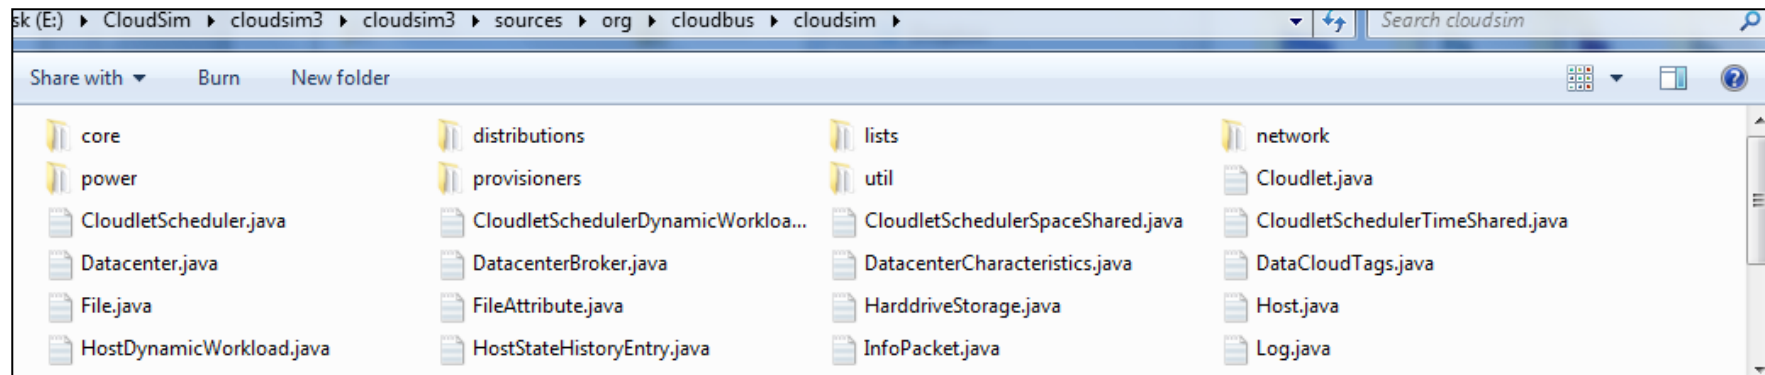 sk (E:) ▸ CloudSim ▸ cloudsim3 ▸ cloudsim3 ▸ sources ▸ org ▸ cloudbus ▸ cloudsim ▸ Search cloudsim
Share with Burn New folder
core distributions lists network
power provisioners util Cloudlet.java
CloudletScheduler.java CloudletSchedulerDynamicWorkloa... CloudletSchedulerSpaceShared.java CloudletSchedulerTimeShared.java
Datacenter.java DatacenterBroker.java DatacenterCharacteristics.java DataCloudTags.java
File.java FileAttribute.java HarddriveStorage.java Host.java
HostDynamicWorkload.java HostStateHistoryEntry.java InfoPacket.java Log.java